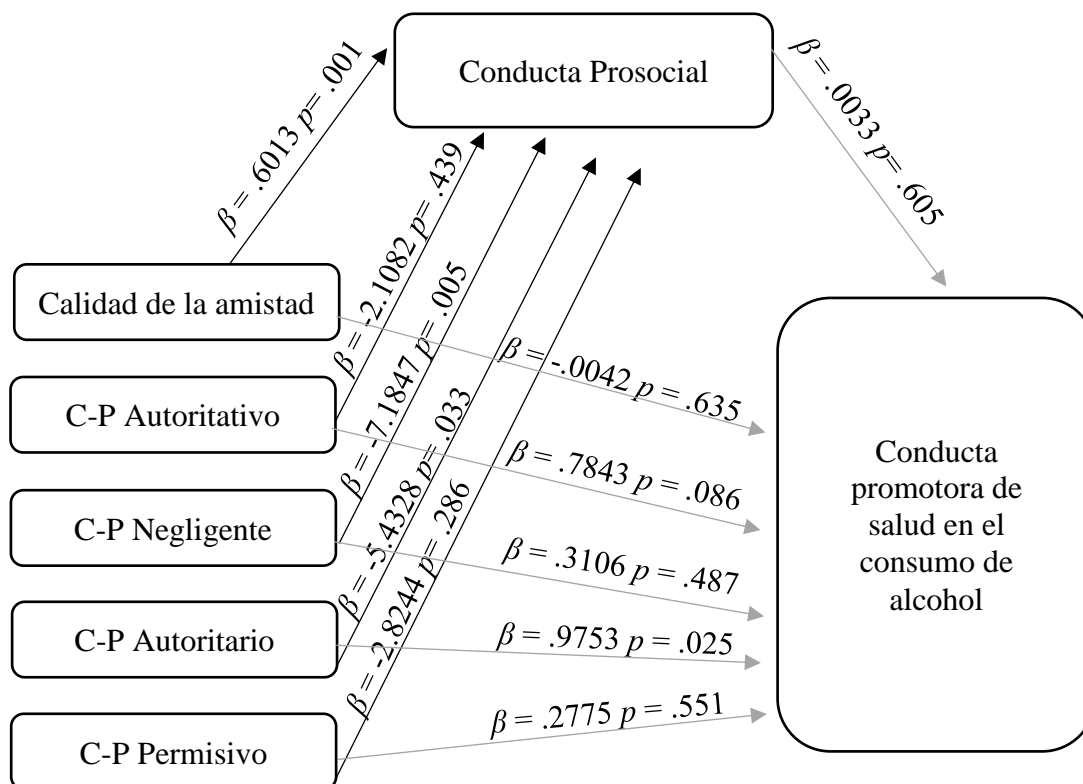 Conducta Prosocial
β = .6013 p= .001
β = .0033 p= .605
β = -2.1082 p= .439
β = -7.1847 p= .005
β = -5.4328 p= .033
β = -2.8244 p= .286
Calidad de la amistad
C-P Autoritativo
C-P Negligente
C-P Autoritario
C-P Permisivo
β = -.0042 p = .635
β = .7843 p = .086
β = .3106 p = .487
β = .9753 p = .025
β = .2775 p = .551
Conducta
promotora de
salud en el
consumo de
alcohol